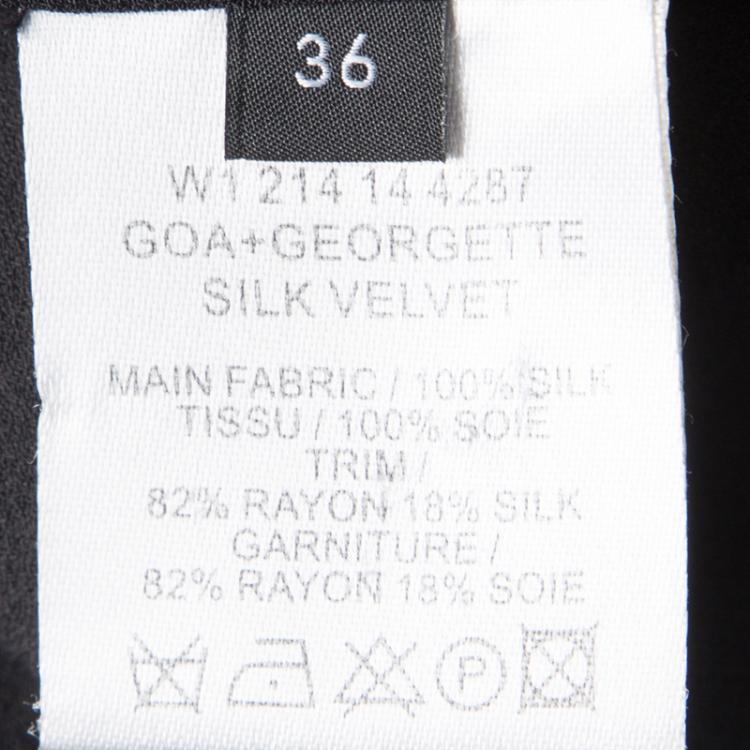 36
W1 214 14 4287
GOA+GEORGETTE
SILK VELVET
MAIN FABRIC / 100% SILK
TISSU / 100% SOIE
TRIM /
82% RAYON 18% SILK
GARNITURE /
82% RAYON 18% SOIE
P